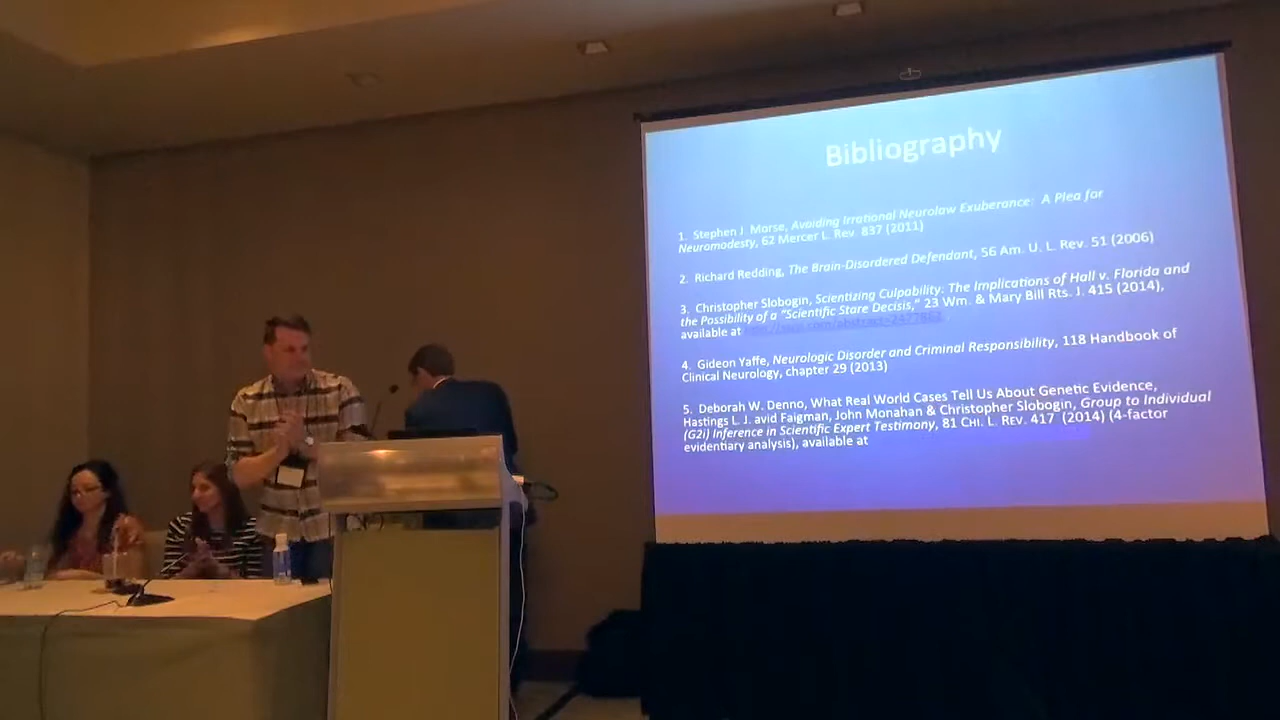 Bibliography
1. Stephen J. Morse, Avoiding Irrational Neurolaw Exuberance: A Plea for
Neuromodesty, 62 Mercer L. Rev. 837 (2011)
2. Richard Redding, The Brain-Disordered Defendant, 56 Am. U. L. Rev. 51 (2006)
3. Christopher Slobogin, Scientizing Culpability: The Implications of Hall v. Florida and
the Possibility of a "Scientific Stare Decisis," 23 Wm. & Mary Bill Rts. J. 415 (2014),
available at
4. Gideon Yaffe, Neurologic Disorder and Criminal Responsibility, 118 Handbook of
Clinical Neurology, chapter 29 (2013)
5. Deborah W. Denno, What Real World Cases Tell Us About Genetic Evidence,
Hastings L. J. avid Faigman, John Monahan & Christopher Slobogin, Group to Individual
(G2i) Inference in Scientific Expert Testimony, 81 CHI. L. REV. 417 (2014) (4-factor
evidentiary analysis), available at